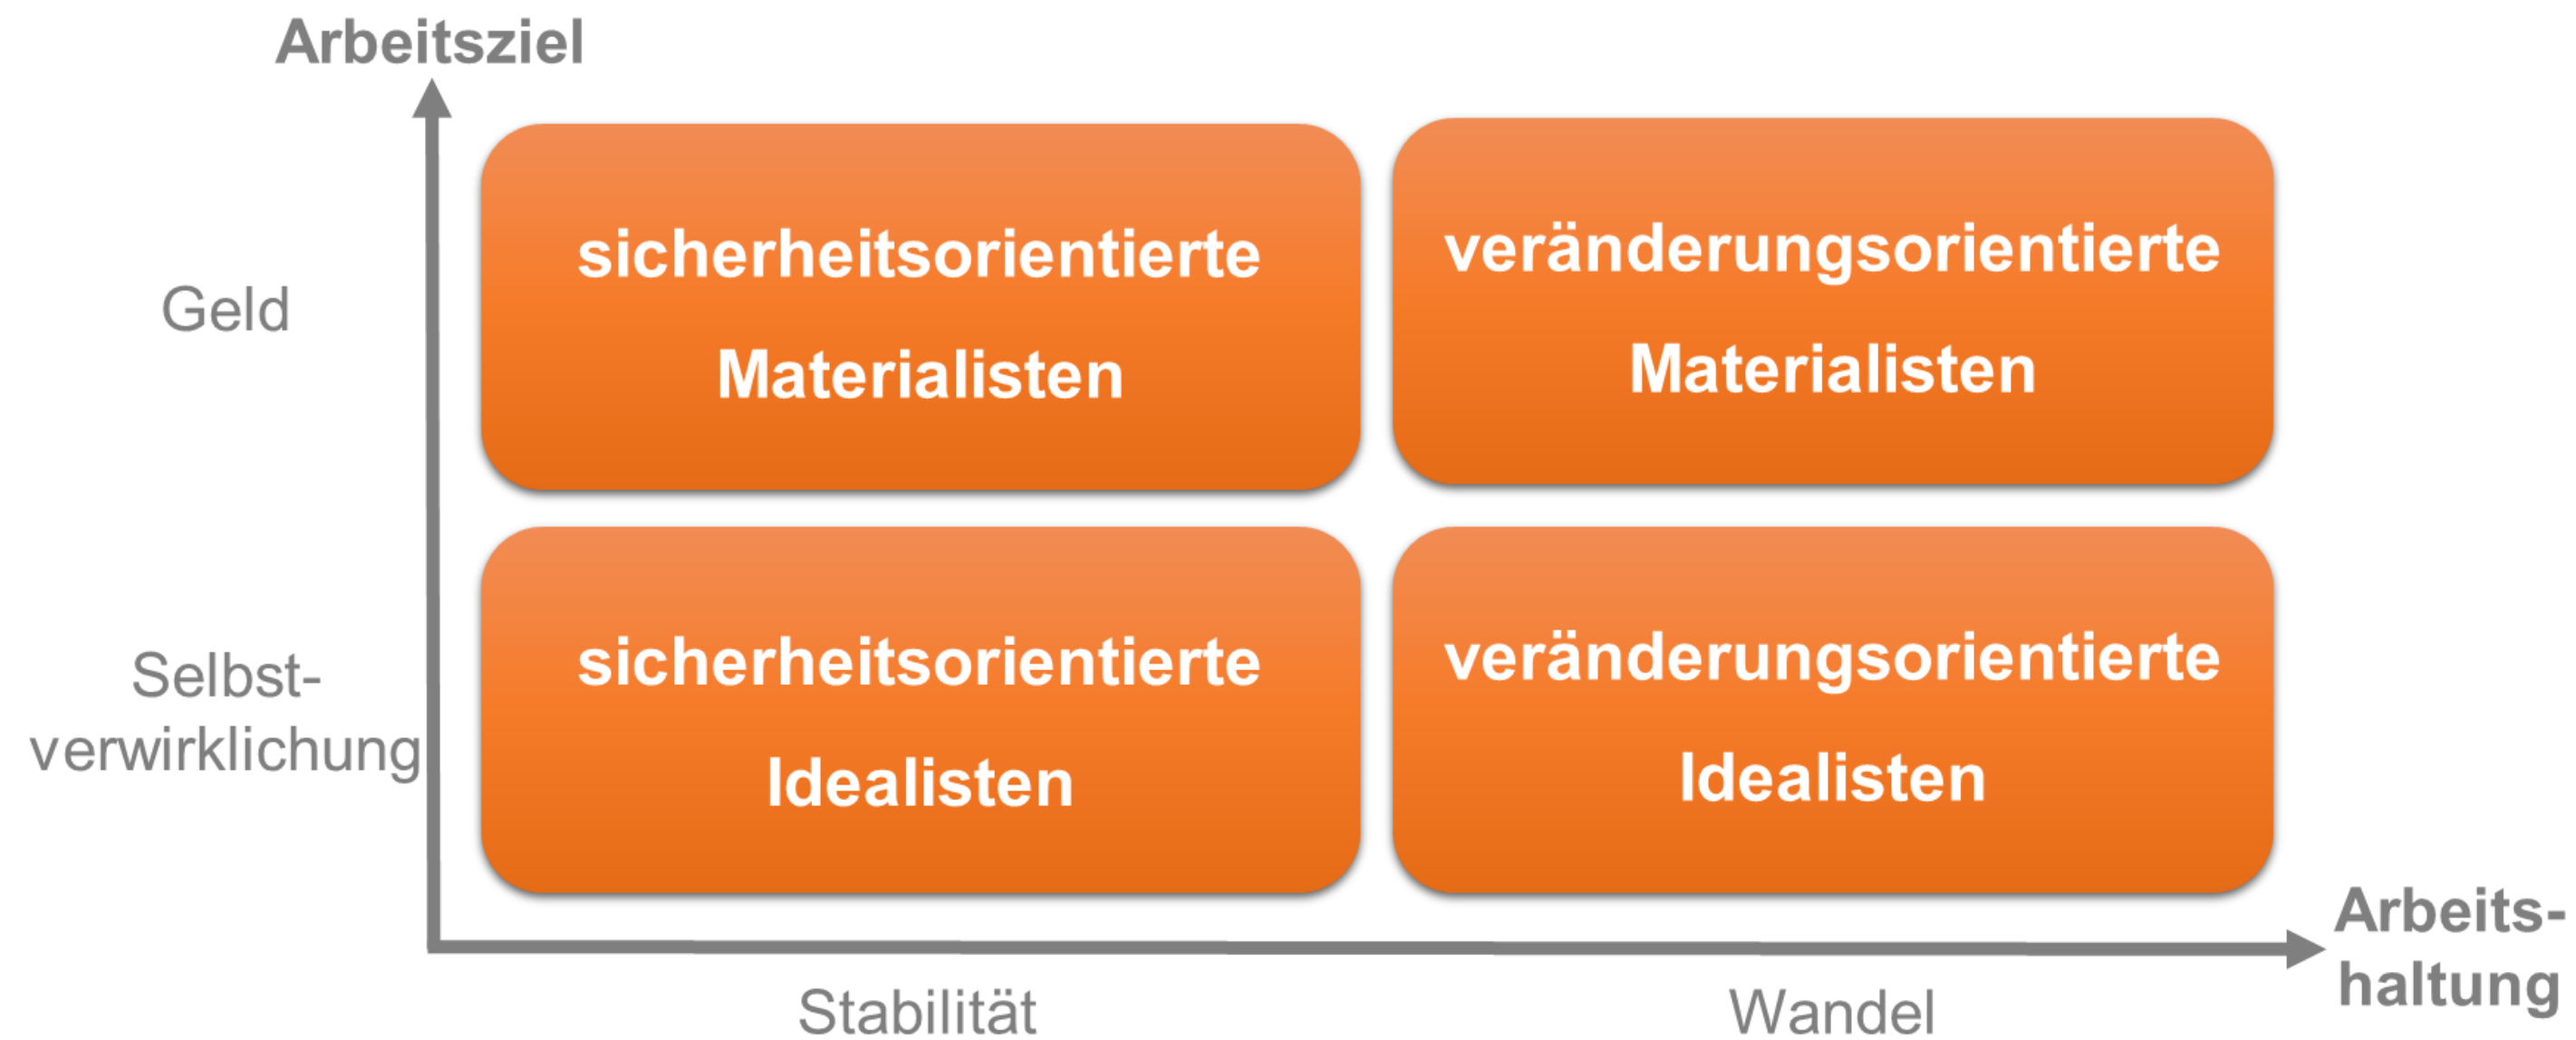 Arbeitsziel
Geld
sicherheitsorientierte
Materialisten
veränderungsorientierte
Materialisten
Selbst-
verwirklichung
sicherheitsorientierte
Idealisten
veränderungsorientierte
Idealisten
Stabilität
Wandel
Arbeits-
haltung